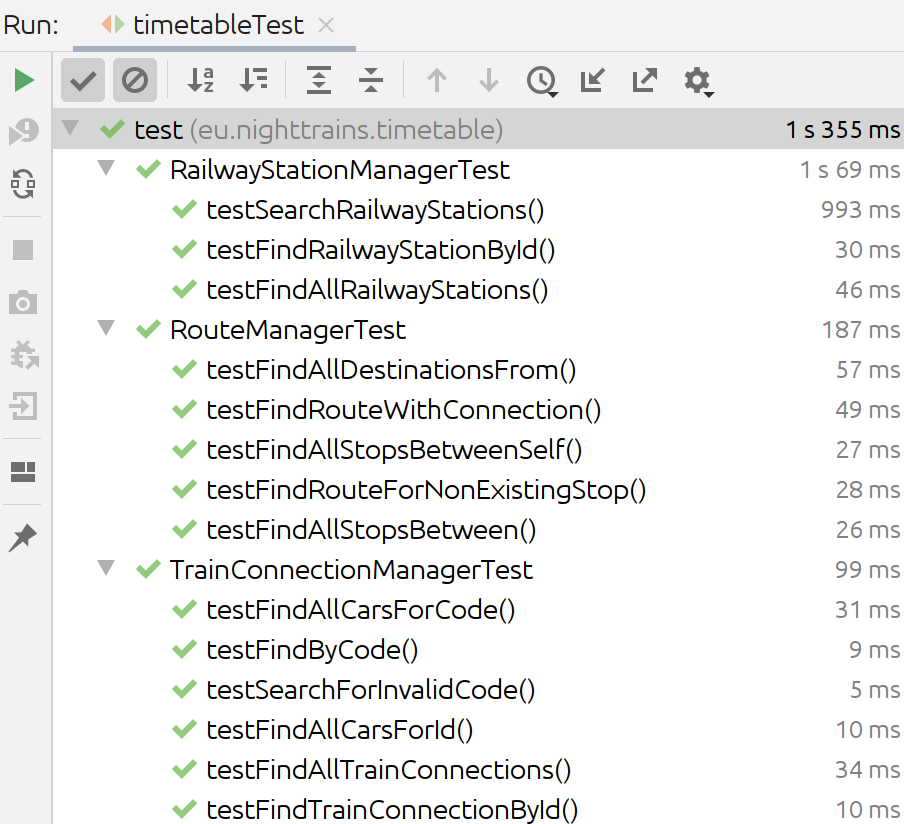 Run: timetableTest
test (eu.nighttrains.timetable) 1 s 355 ms
RailwayStationManagerTest 1 s 69 ms
testSearchRailwayStations() 993 ms
testFindRailwayStationById() 30 ms
testFindAllRailwayStations() 46 ms
RouteManagerTest 187 ms
testFindAllDestinationsFrom() 57 ms
testFindRouteWithConnection() 49 ms
testFindAllStopsBetweenSelf() 27 ms
testFindRouteForNonExistingStop() 28 ms
testFindAllStopsBetween() 26 ms
TrainConnectionManagerTest 99 ms
testFindAllCarsForCode() 31 ms
testFindByCode() 9 ms
testSearchForInvalidCode() 5 ms
testFindAllCarsForId() 10 ms
testFindAllTrainConnections() 34 ms
testFindTrainConnectionById() 10 ms